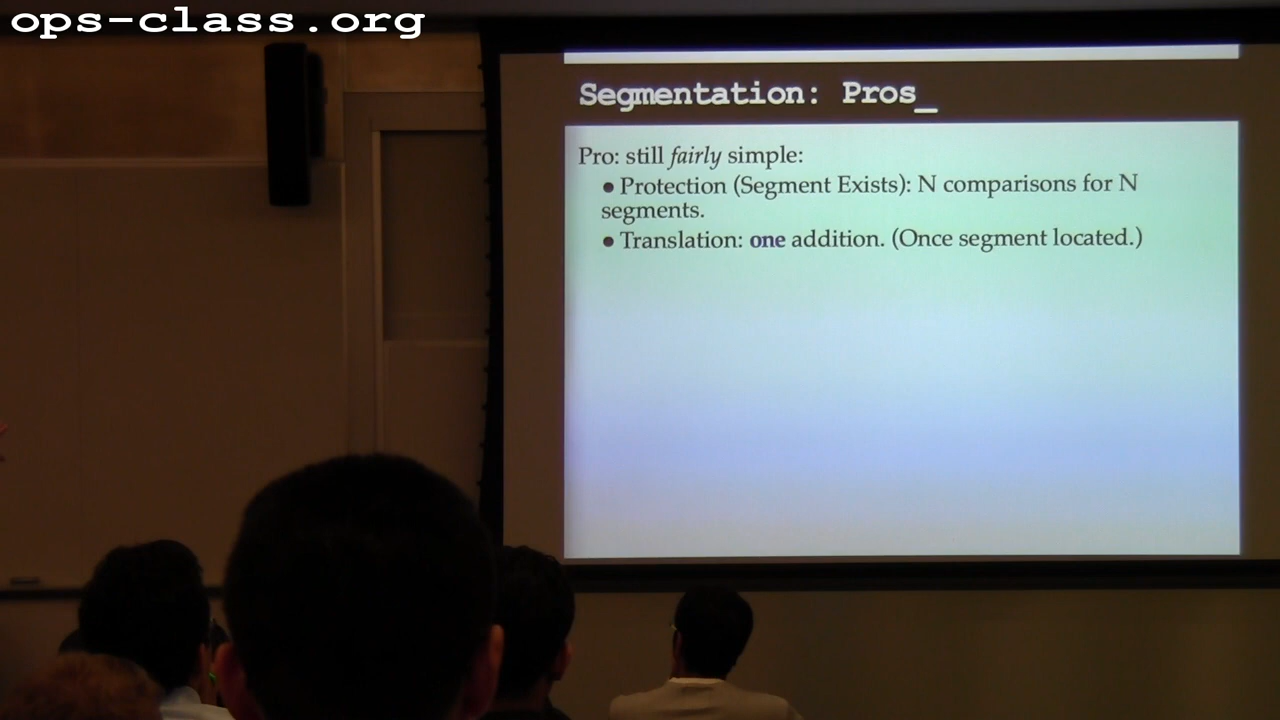 ops-class.org
Segmentation: Pros_
Pro: still fairly simple:
● Protection (Segment Exists): N comparisons for N
segments.
● Translation: one addition. (Once segment located.)